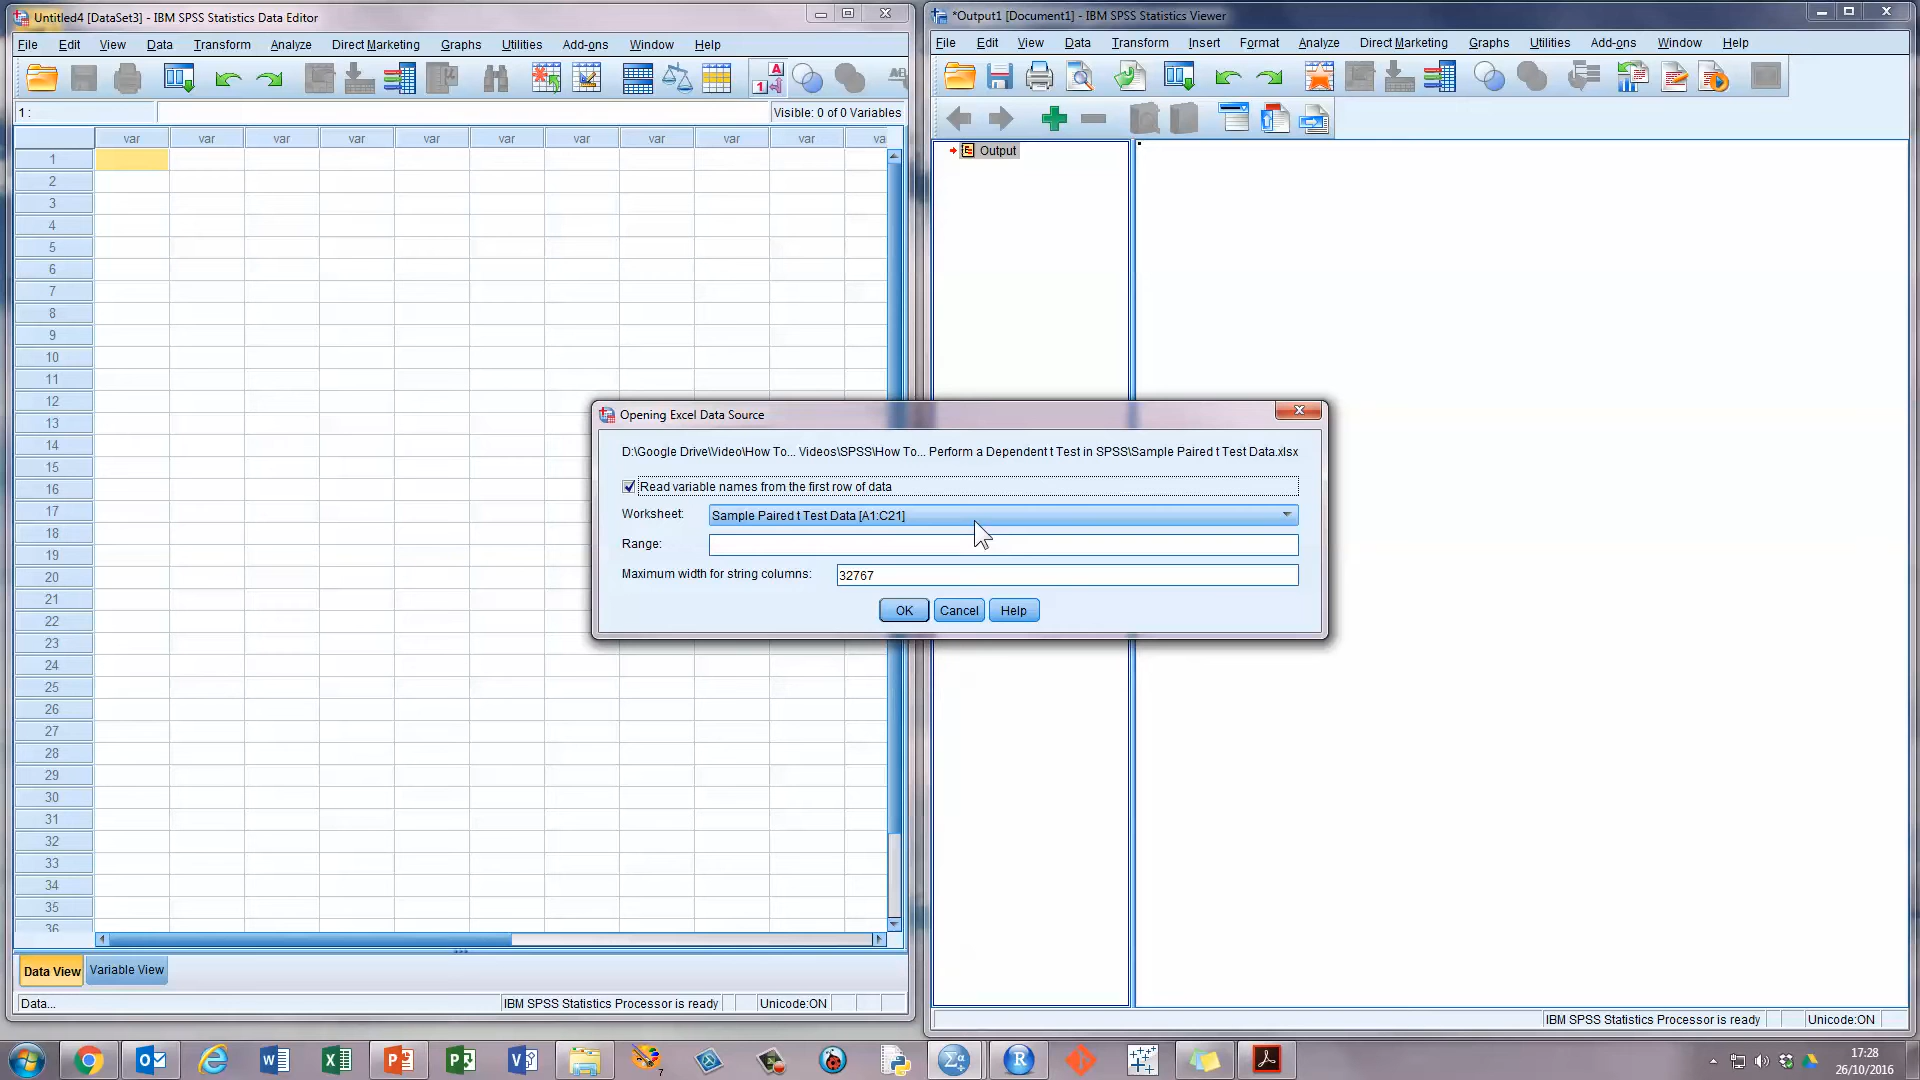 Untitled4 [DataSet3] - IBM SPSS Statistics Data Editor
File Edit View Data Transform Analyze Direct Marketing Graphs Utilities Add-ons Window Help
1 :
Visible: 0 of 0 Variables
var var var var var var var var var var va
1
2
3
4
5
6
7
8
9
10
11
12
13
14
15
16
17
18
19
20
21
22
23
24
25
26
27
28
29
30
31
32
33
34
35
36
Data View Variable View
Data... IBM SPSS Statistics Processor is ready Unicode:ON
*Output1 [Document1] - IBM SPSS Statistics Viewer
File Edit View Data Transform Insert Format Analyze Direct Marketing Graphs Utilities Add-ons Window Help
Output
IBM SPSS Statistics Processor is ready Unicode:ON
Opening Excel Data Source
D:\Google Drive\Video\How To... Videos\SPSS\How To... Perform a Dependent t Test in SPSS\Sample Paired t Test Data.xlsx
Read variable names from the first row of data
Worksheet: Sample Paired t Test Data [A1:C21]
Range:
Maximum width for string columns: 32767
OK Cancel Help
17:28
26/10/2016